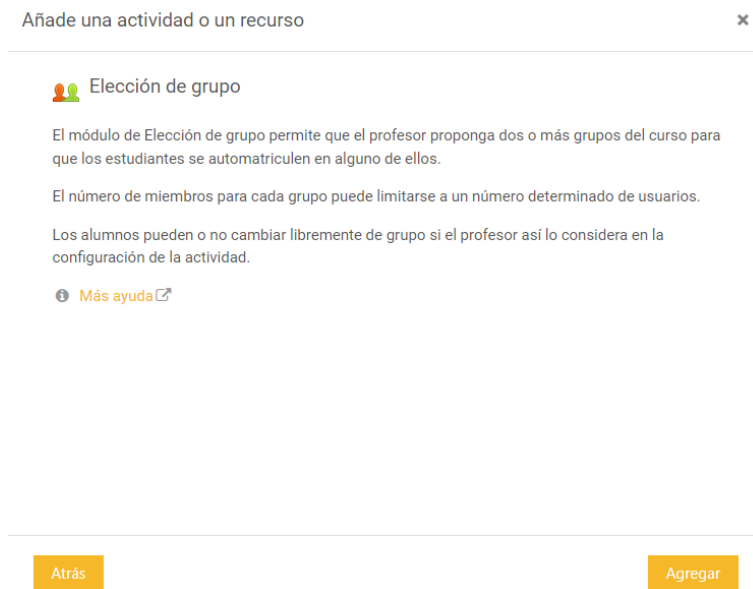 Añade una actividad o un recurso
×
Elección de grupo
El módulo de Elección de grupo permite que el profesor proponga dos o más grupos del curso para
que los estudiantes se automatriculen en alguno de ellos.
El número de miembros para cada grupo puede limitarse a un número determinado de usuarios.
Los alumnos pueden o no cambiar libremente de grupo si el profesor así lo considera en la
configuración de la actividad.
Más ayuda
Atrás
Agregar